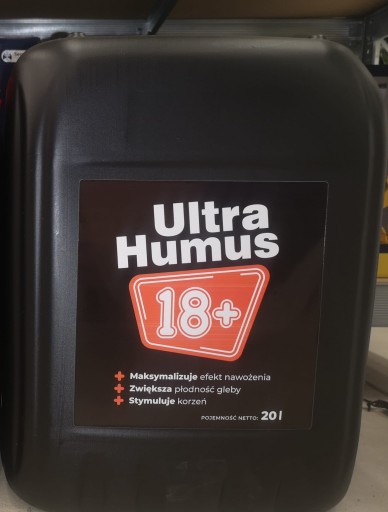 Ultra
Humus
18+
+ Maksymalizuje efekt nawożenia
+ Zwiększa płodność gleby
+ Stymuluje korzeń
POJEMNOŚĆ NETTO: 20 l